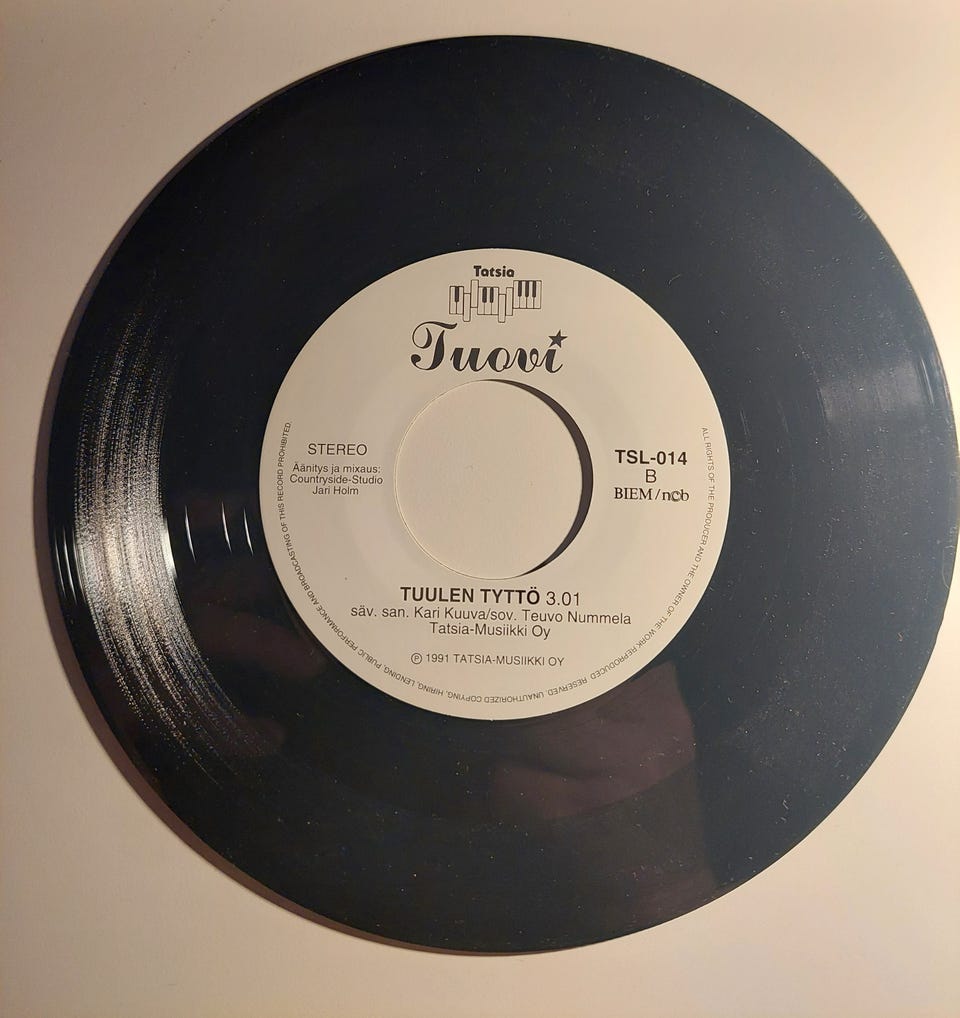 Tatsia
Tuovi
STEREO
Äänitys ja mixaus:
Countryside-Studio
Jari Holm
TSL-014
B
BIEM/ncb
TUULEN TYTTÖ 3.01
säv. san. Kari Kuuva/sov. Teuvo Nummela
Tatsia-Musiikki Oy
Ⓟ 1991 TATSIA-MUSIIKKI OY
ALL RIGHTS OF THE PRODUCER AND THE OWNER OF THE WORK REPRODUCED RESERVED. UNAUTHORIZED COPYING, HIRING, LENDING, PUBLIC PERFORMANCE AND BROADCASTING OF THIS RECORD PROHIBITED.